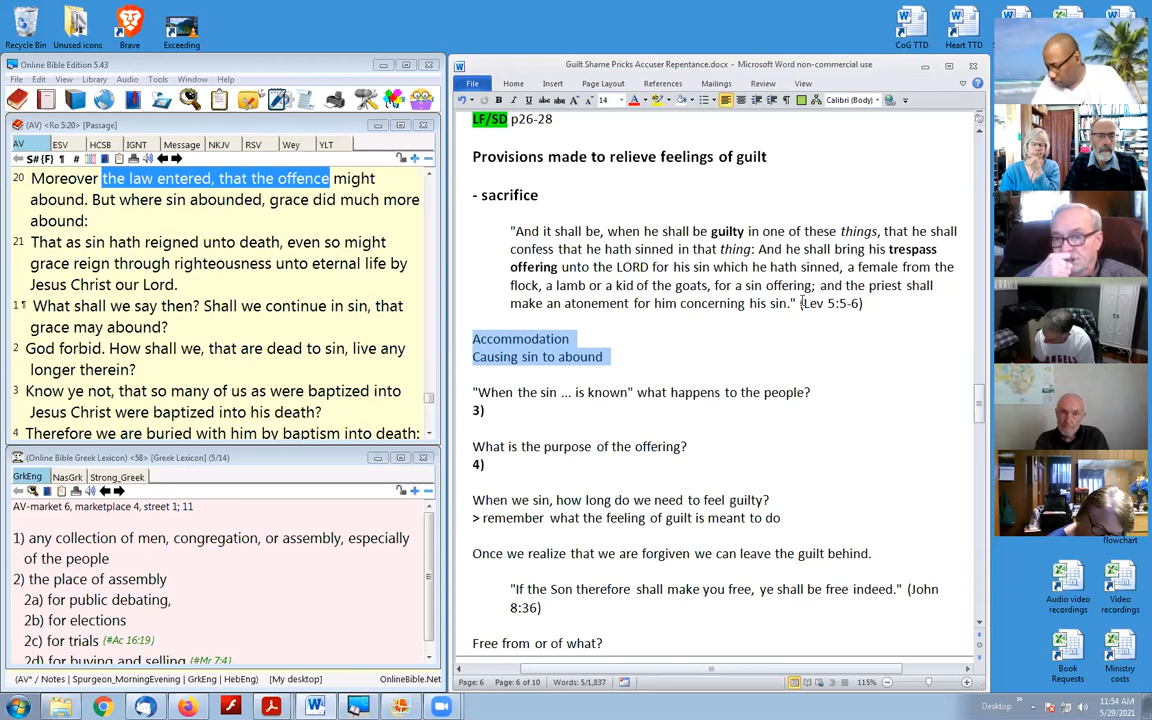 Recycle Bin
Unused icons
Brave
Exceeding
CoG TTD
Heart TTD
Online Bible Edition 5.43
File Edit View Library Audio Tools Window Help
(AV) <Ro 5:20> [Passage]
AV ESV HCSB IGNT Message NKJV RSV Wey YLT
S# {F} ¶ #
20 Moreover the law entered, that the offence might
abound. But where sin abounded, grace did much more
abound:
21 That as sin hath reigned unto death, even so might
grace reign through righteousness unto eternal life by
Jesus Christ our Lord.
1 ¶ What shall we say then? Shall we continue in sin, that
grace may abound?
2 God forbid. How shall we, that are dead to sin, live any
longer therein?
3 Know ye not, that so many of us as were baptized into
Jesus Christ were baptized into his death?
4 Therefore we are buried with him by baptism into death:
(Online Bible Greek Lexicon) <58> [Greek Lexicon] (5/14)
GrkEng NasGrk Strong_Greek
AV-market 6, marketplace 4, street 1; 11
1) any collection of men, congregation, or assembly, especially
of the people
2) the place of assembly
2a) for public debating,
2b) for elections
2c) for trials {#Ac 16:19}
2d) for buying and selling {#Mr 7:4}
(AV* / Notes | Spurgeon_MorningEvening | GrkEng | HebEng) [My desktop]
OnlineBible.Net
Guilt Shame Pricks Accuser Repentance.docx - Microsoft Word non-commercial use
File Home Insert Page Layout References Mailings Review View
B I U abc 14 Calibri (Body)
LF/SD p26-28
Provisions made to relieve feelings of guilt
- sacrifice
"And it shall be, when he shall be guilty in one of these things, that he shall
confess that he hath sinned in that thing: And he shall bring his trespass
offering unto the LORD for his sin which he hath sinned, a female from the
flock, a lamb or a kid of the goats, for a sin offering; and the priest shall
make an atonement for him concerning his sin." (Lev 5:5-6)
Accommodation
Causing sin to abound
"When the sin ... is known" what happens to the people?
3)
What is the purpose of the offering?
4)
When we sin, how long do we need to feel guilty?
> remember what the feeling of guilt is meant to do
Once we realize that we are forgiven we can leave the guilt behind.
"If the Son therefore shall make you free, ye shall be free indeed." (John
8:36)
Free from or of what?
Page: 6 Page: 6 of 10 Words: 5/1,837 115%
flowchart
Audio video
recordings
Video
recordings
Book
Requests
Ministry
costs
Desktop
11:54 AM
5/29/2021